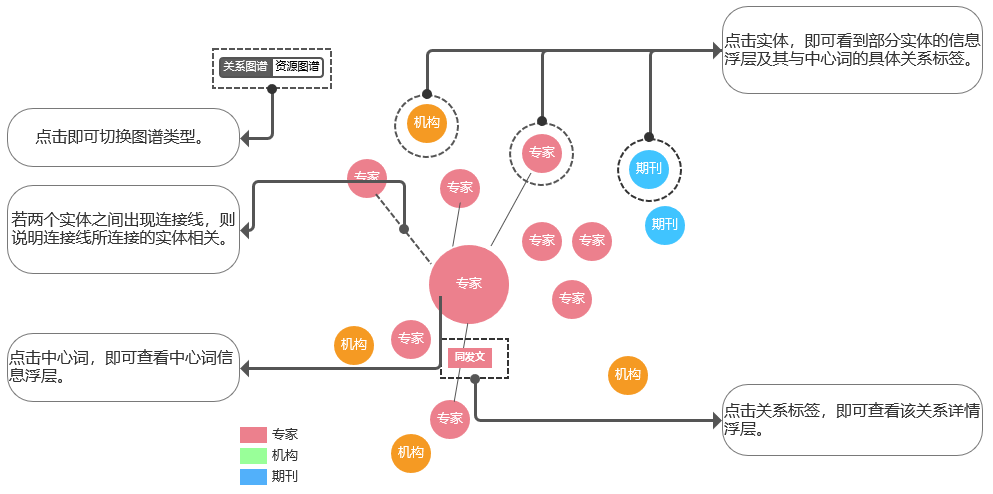 点击实体，即可看到部分实体的信息
浮层及其与中心词的具体关系标签。
关系图谱 资源图谱
点击即可切换图谱类型。
机构
专家
期刊
专家
专家
若两个实体之间出现连接线，则
说明连接线所连接的实体相关。
期刊
专家
专家
专家
专家
机构
专家
点击中心词，即可查看中心词信
息浮层。
同发文
机构
点击关系标签，即可查看该关系详情
浮层。
专家
机构
专家
机构
期刊